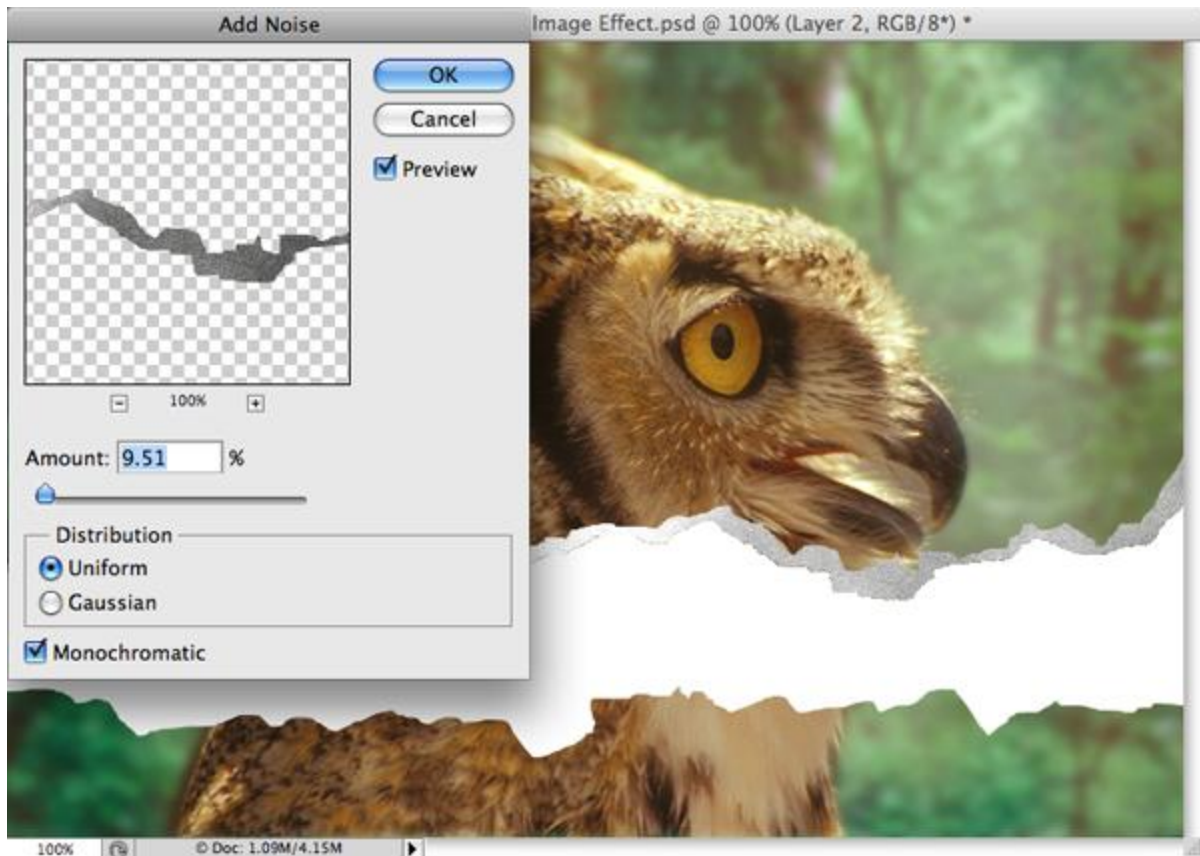 Add Noise
Image Effect.psd @ 100% (Layer 2, RGB/8*) *
OK
Cancel
Preview
100%
Amount: 9.51 %
Distribution
Uniform
Gaussian
Monochromatic
100%
© Doc: 1.09M/4.15M